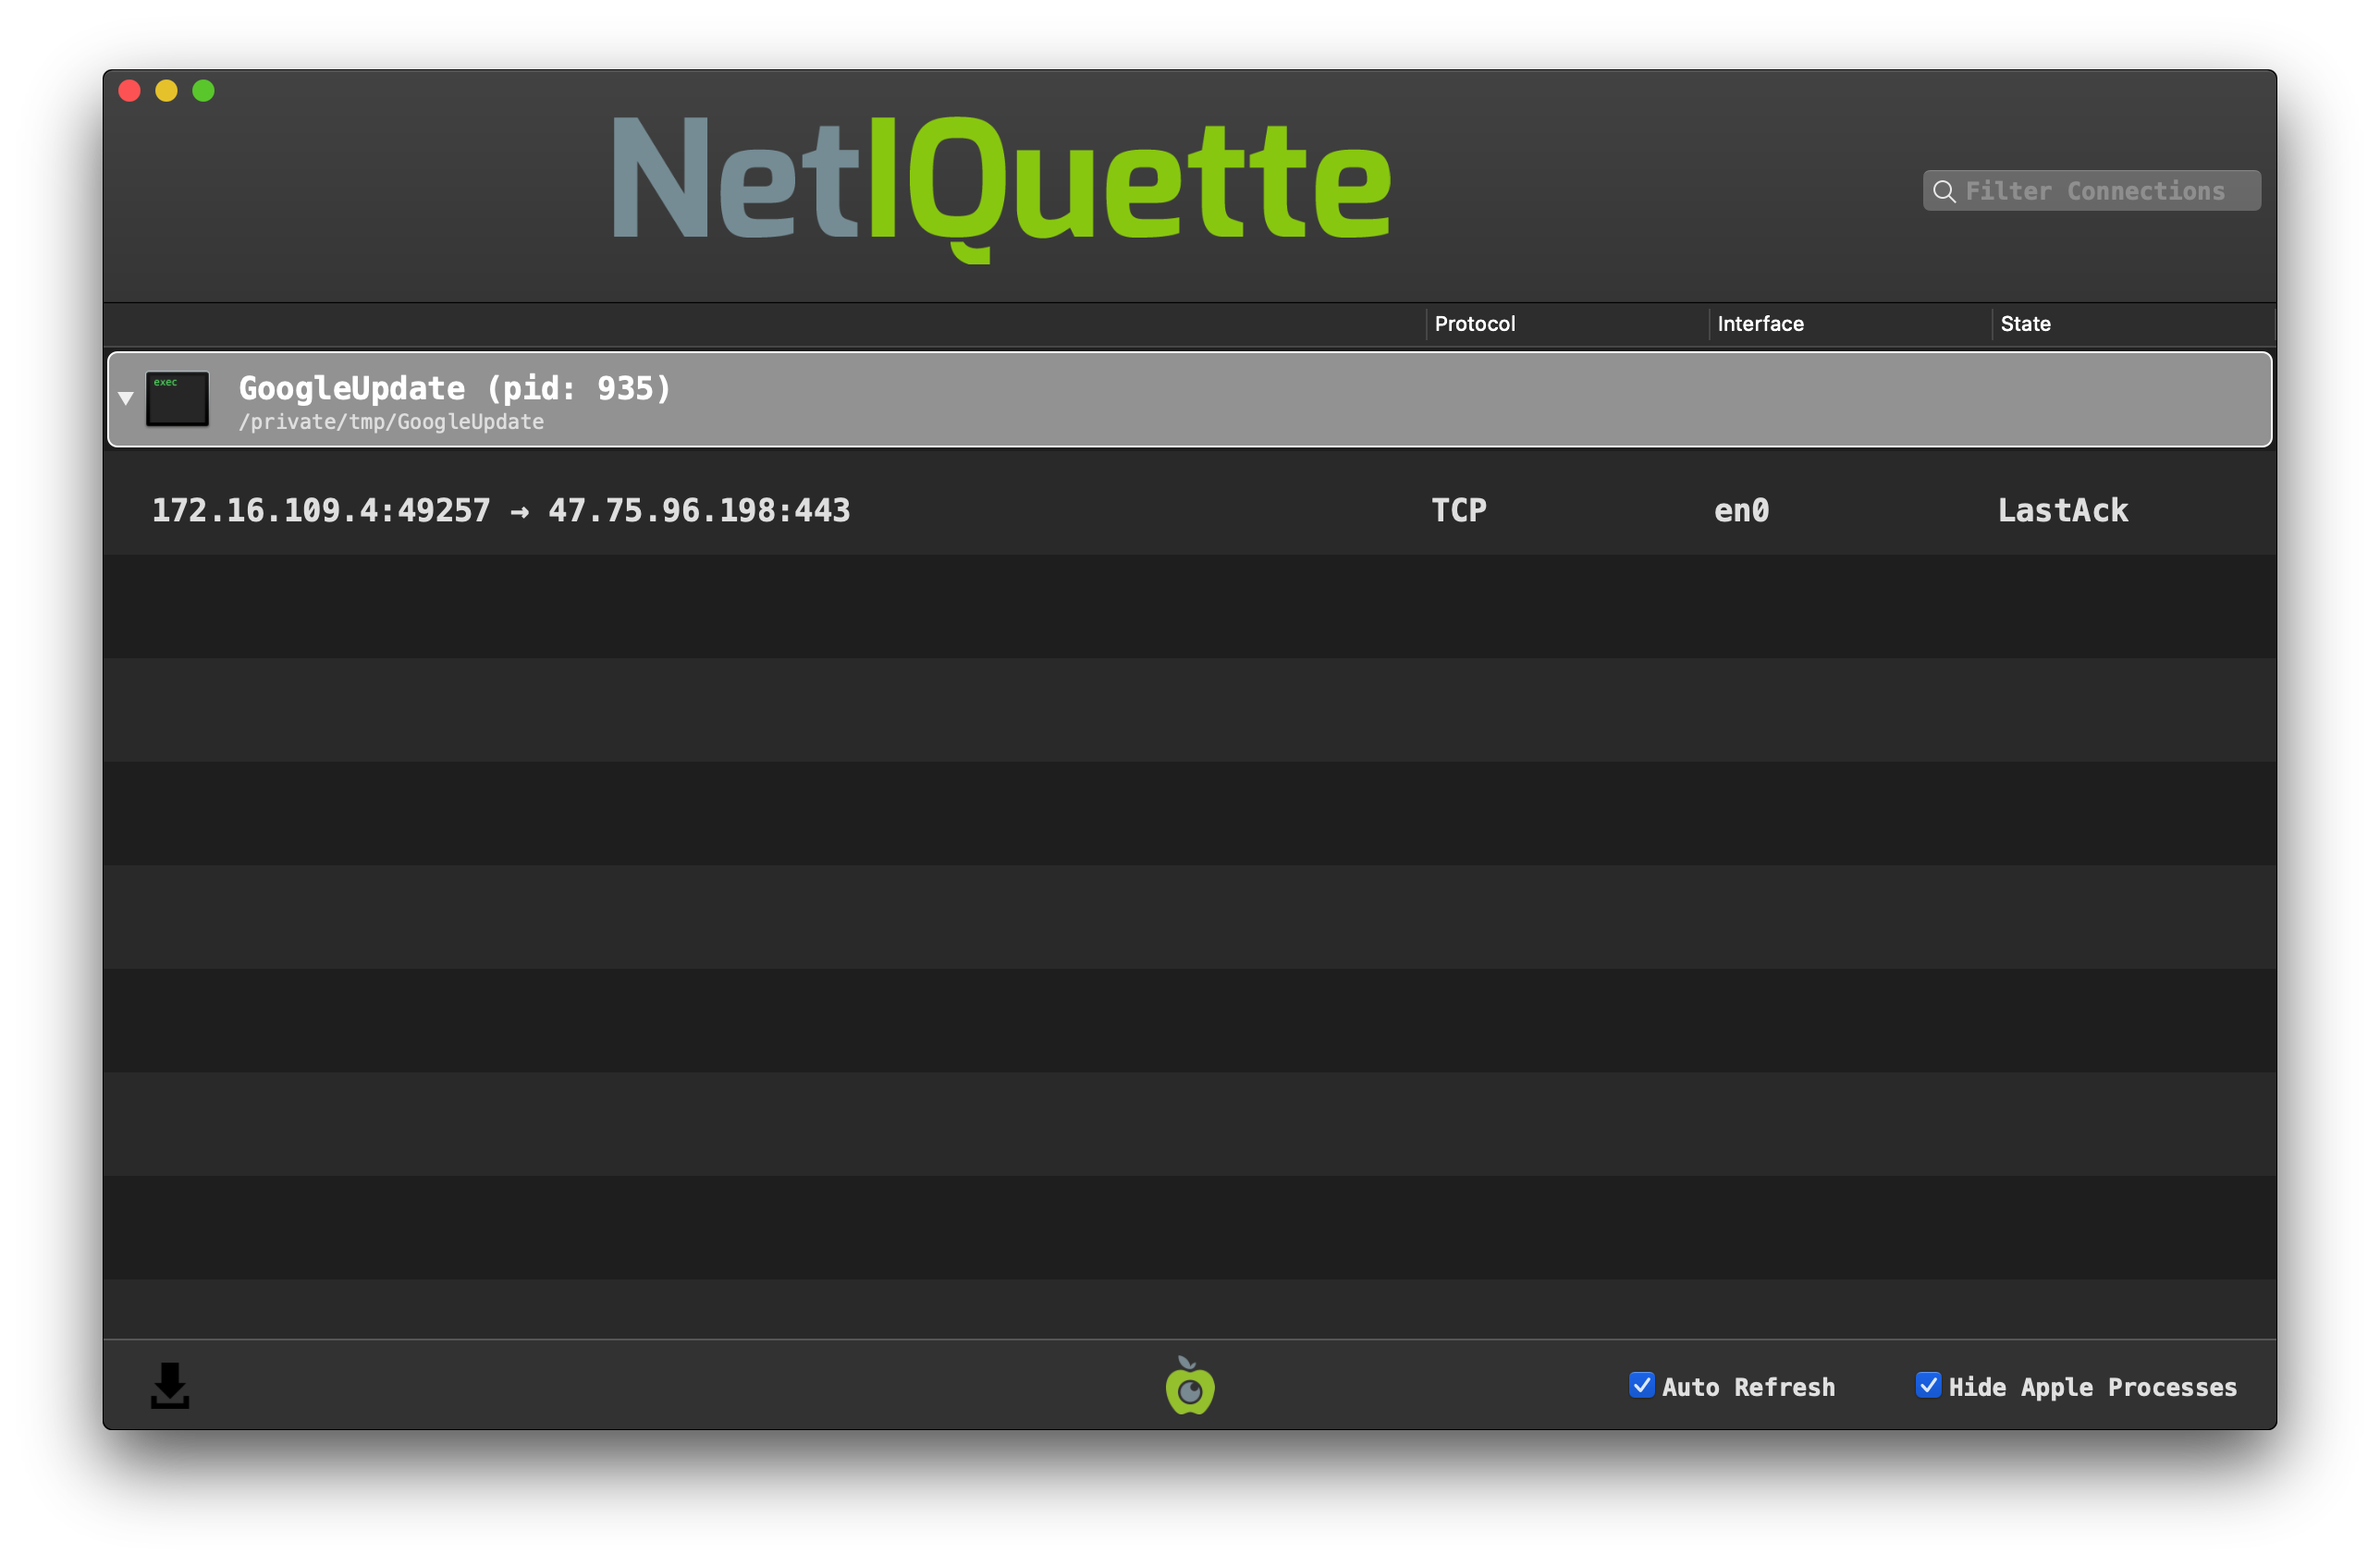 NetIQuette
Filter Connections
Protocol Interface State
exec
GoogleUpdate (pid: 935)
/private/tmp/GoogleUpdate
172.16.109.4:49257 → 47.75.96.198:443 TCP en0 LastAck
Auto Refresh Hide Apple Processes